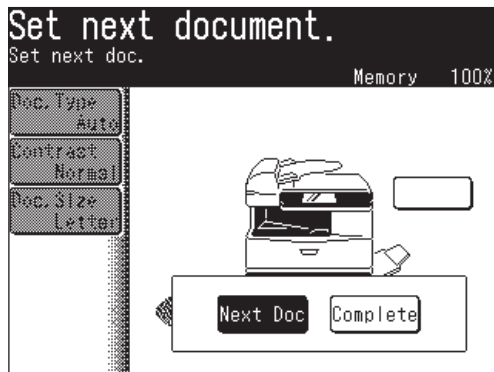 Set next document.
Set next doc.
Memory 100%
Doc. Type
Auto
Contrast
Normal
Doc. Size
Letter
Next Doc Complete